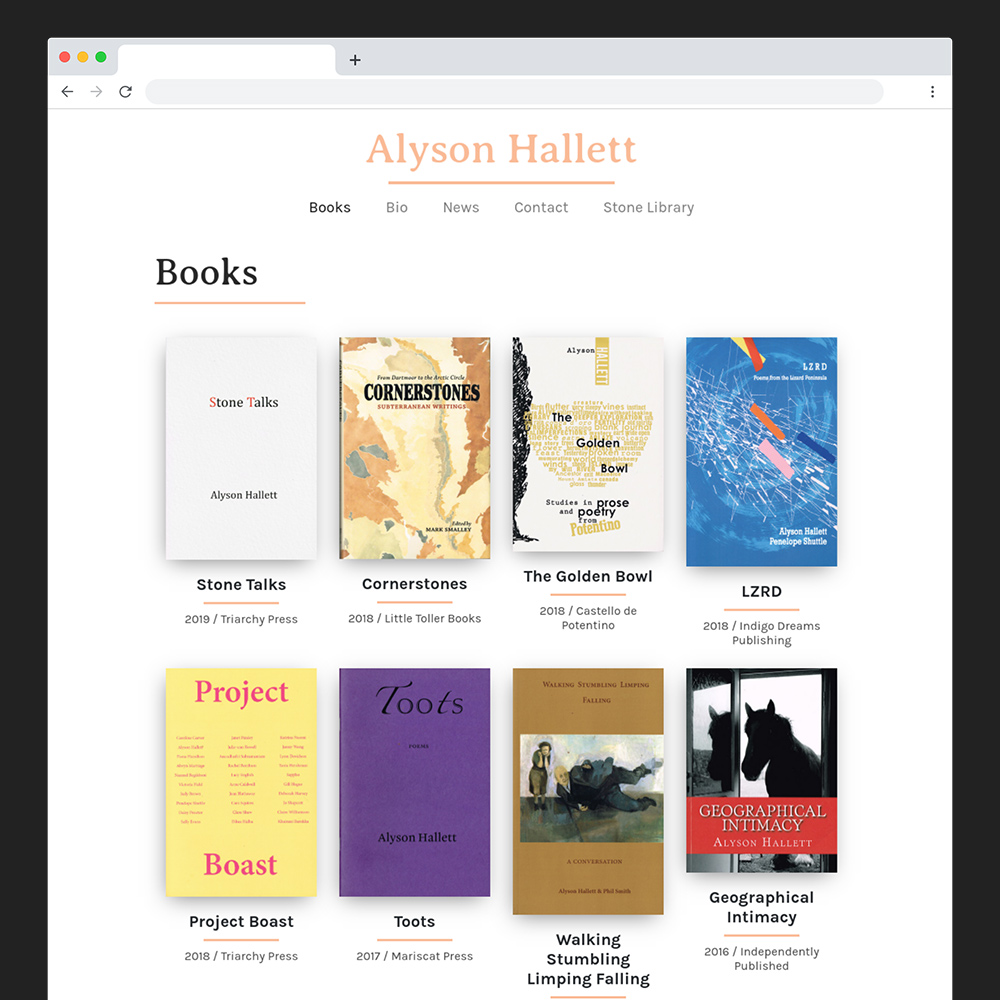 Alyson Hallett
Books Bio News Contact Stone Library
Books
Stone Talks
Alyson Hallett
Stone Talks
2019 / Triarchy Press
From Dartmoor to the Arctic Circle
CORNERSTONES
SUBTERRANEAN WRITINGS
Edited by
MARK SMALLEY
Cornerstones
2018 / Little Toller Books
Alyson
HALLETT
The
Golden
Bowl
Studies in prose
and poetry
from
Potentino
The Golden Bowl
2018 / Castello de
Potentino
LZRD
Poems from the Lizard Peninsula
Alyson Hallett
Penelope Shuttle
LZRD
2018 / Indigo Dreams
Publishing
Project
Boast
Project Boast
2018 / Triarchy Press
Toots
POEMS
Alyson Hallett
Toots
2017 / Mariscat Press
Walking Stumbling Limping
Falling
A CONVERSATION
Alyson Hallett & Phil Smith
Walking
Stumbling
Limping Falling
GEOGRAPHICAL
INTIMACY
Alyson Hallett
Geographical
Intimacy
2016 / Independently
Published